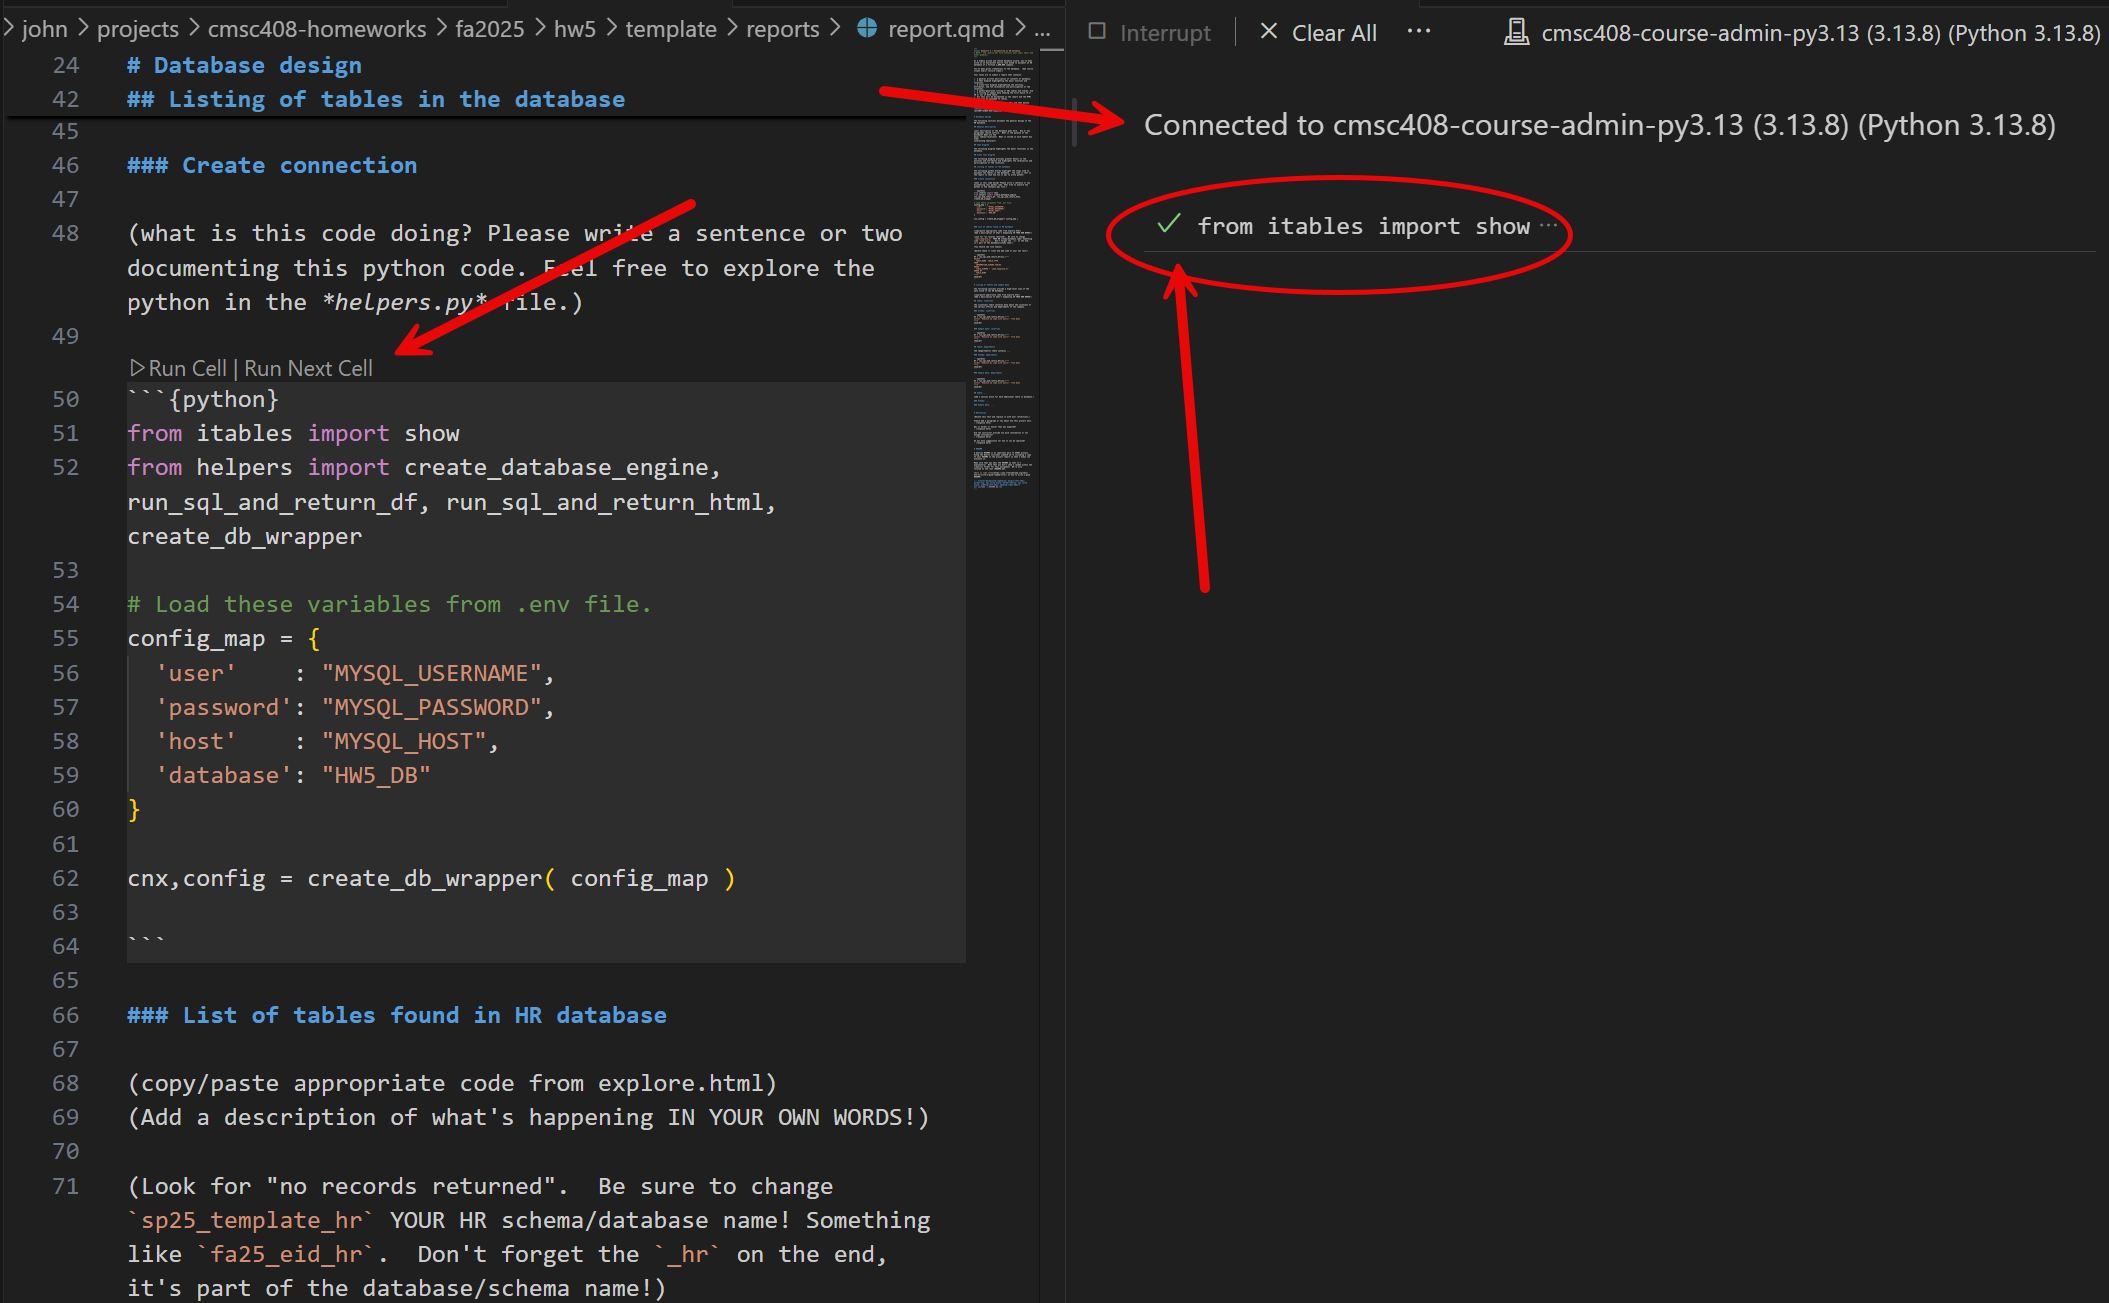 john > projects > cmsc408-homeworks > fa2025 > hw5 > template > reports > report.qmd > ...
24 # Database design
42 ## Listing of tables in the database
45
46 ### Create connection
47
48 (what is this code doing? Please write a sentence or two
documenting this python code. Feel free to explore the
python in the *helpers.py* file.)
49
Run Cell | Run Next Cell
50 ```{python}
51 from itables import show
52 from helpers import create_database_engine,
run_sql_and_return_df, run_sql_and_return_html,
create_db_wrapper
53
54 # Load these variables from .env file.
55 config_map = {
56 'user'    : "MYSQL_USERNAME",
57 'password': "MYSQL_PASSWORD",
58 'host'    : "MYSQL_HOST",
59 'database': "HW5_DB"
60 }
61
62 cnx,config = create_db_wrapper( config_map )
63
64 ```
65
66 ### List of tables found in HR database
67
68 (copy/paste appropriate code from explore.html)
69 (Add a description of what's happening IN YOUR OWN WORDS!)
70
71 (Look for "no records returned".  Be sure to change
`sp25_template_hr` YOUR HR schema/database name! Something
like `fa25_eid_hr`.  Don't forget the `_hr` on the end,
it's part of the database/schema name!)
Interrupt | Clear All ... cmsc408-course-admin-py3.13 (3.13.8) (Python 3.13.8)
Connected to cmsc408-course-admin-py3.13 (3.13.8) (Python 3.13.8)
✓ from itables import show ...